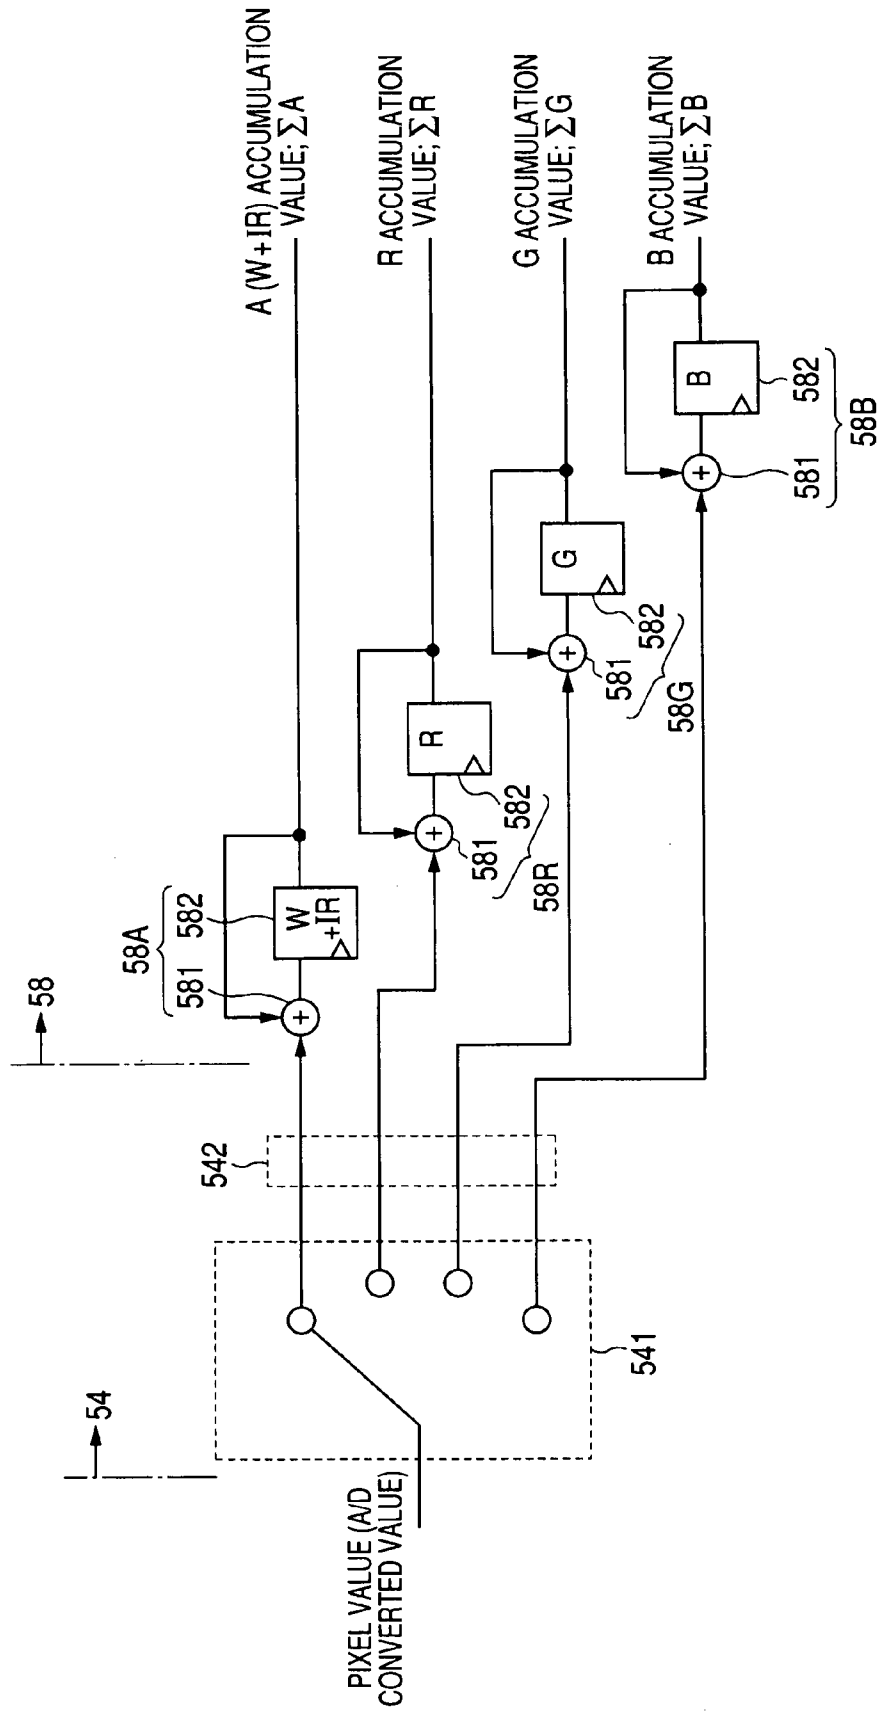 PIXEL VALUE (A/D
CONVERTED VALUE)
54
541
542
58
58A
581
582
W
+IR
+
A (W+IR) ACCUMULATION
VALUE; ΣA
+
R
581
582
58R
R ACCUMULATION
VALUE; ΣR
+
G
581
582
58G
G ACCUMULATION
VALUE; ΣG
+
B
581
582
58B
B ACCUMULATION
VALUE; ΣB